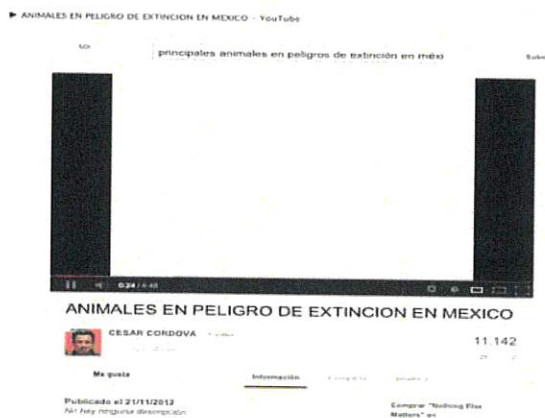 ► ANIMALES EN PELIGRO DE EXTINCION EN MEXICO - YouTube
principales animales en peligros de extinción en méxi
0:24 / 4:48
ANIMALES EN PELIGRO DE EXTINCION EN MEXICO
CESAR CORDOVA
11.142
Me gusta
Información
Publicado el 21/11/2012
No hay ninguna descripción
Comprar "Nothing Else
Matters" en